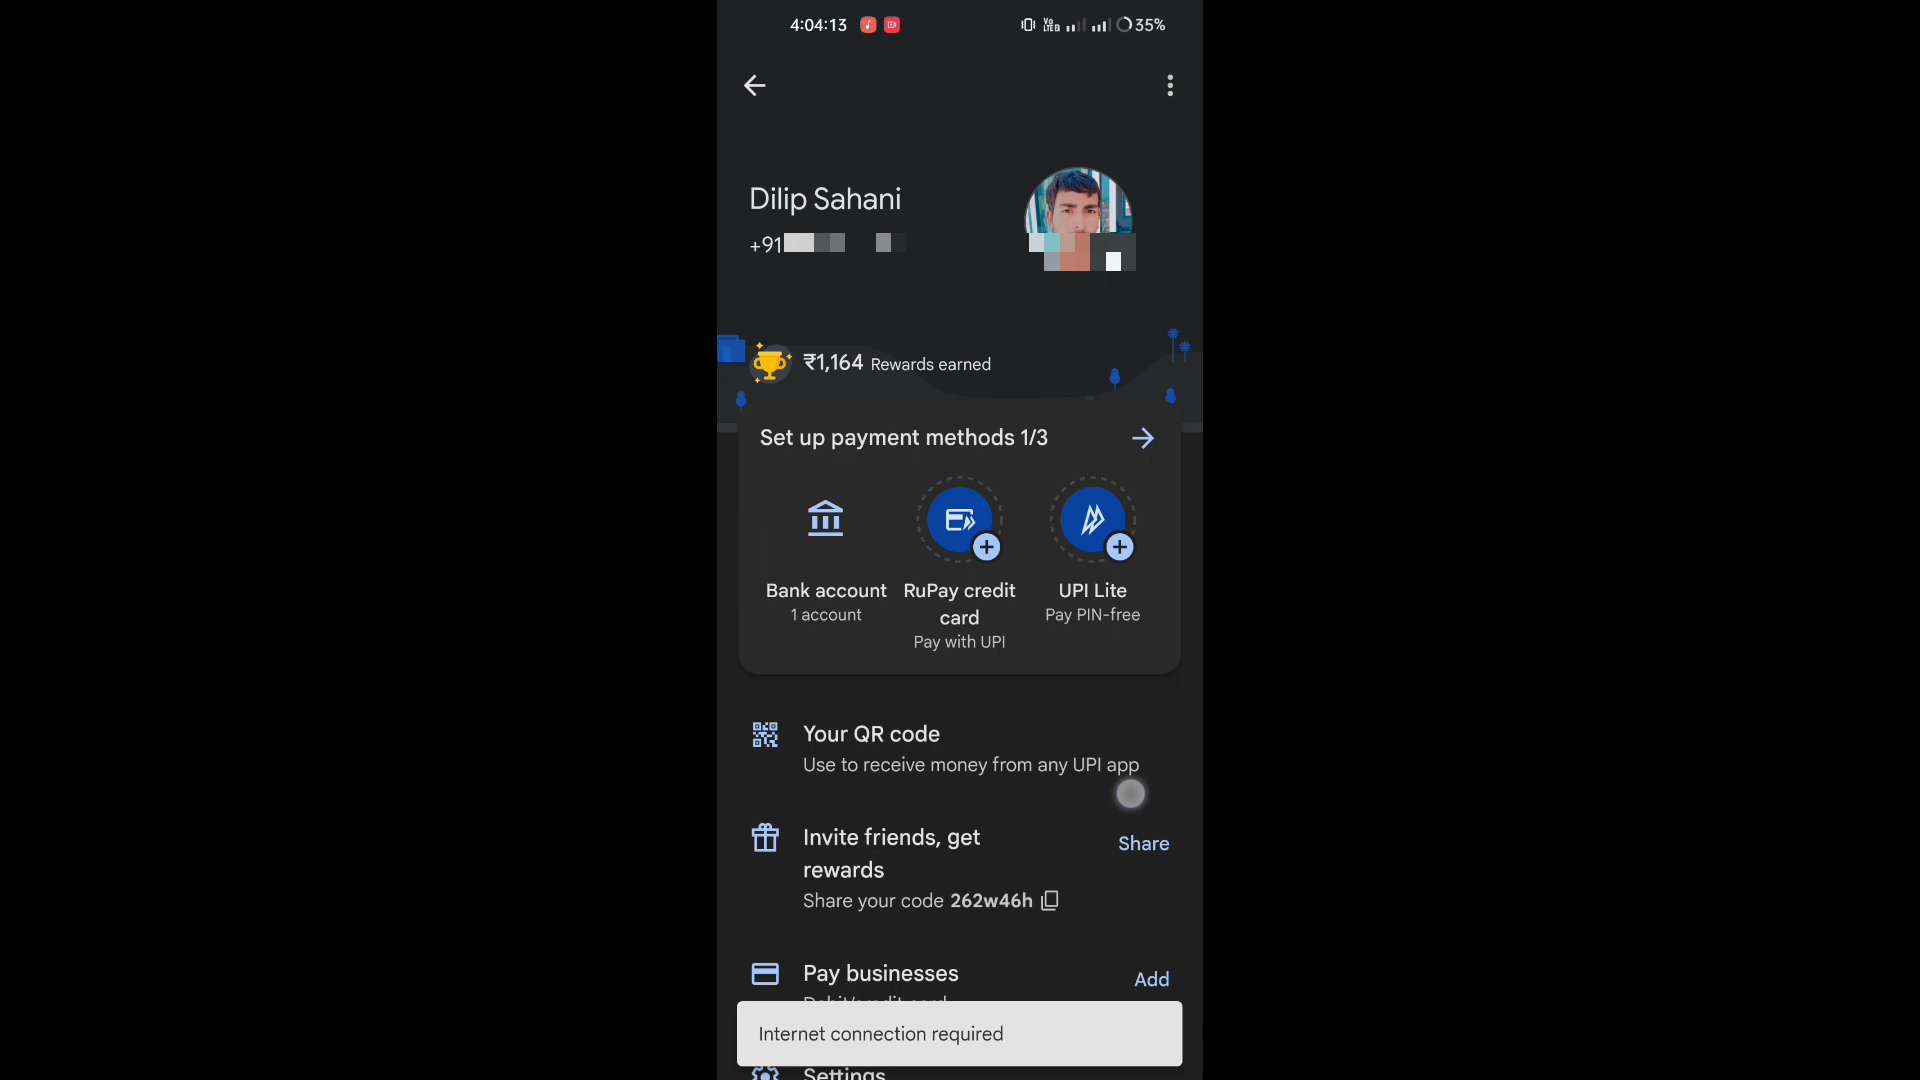 4:04:13
35%
Dilip Sahani
+91
₹1,164 Rewards earned
Set up payment methods 1/3
Bank account
1 account
RuPay credit
card
Pay with UPI
UPI Lite
Pay PIN-free
Your QR code
Use to receive money from any UPI app
Invite friends, get
rewards
Share
Share your code 262w46h
Pay businesses
Add
Internet connection required
Settings